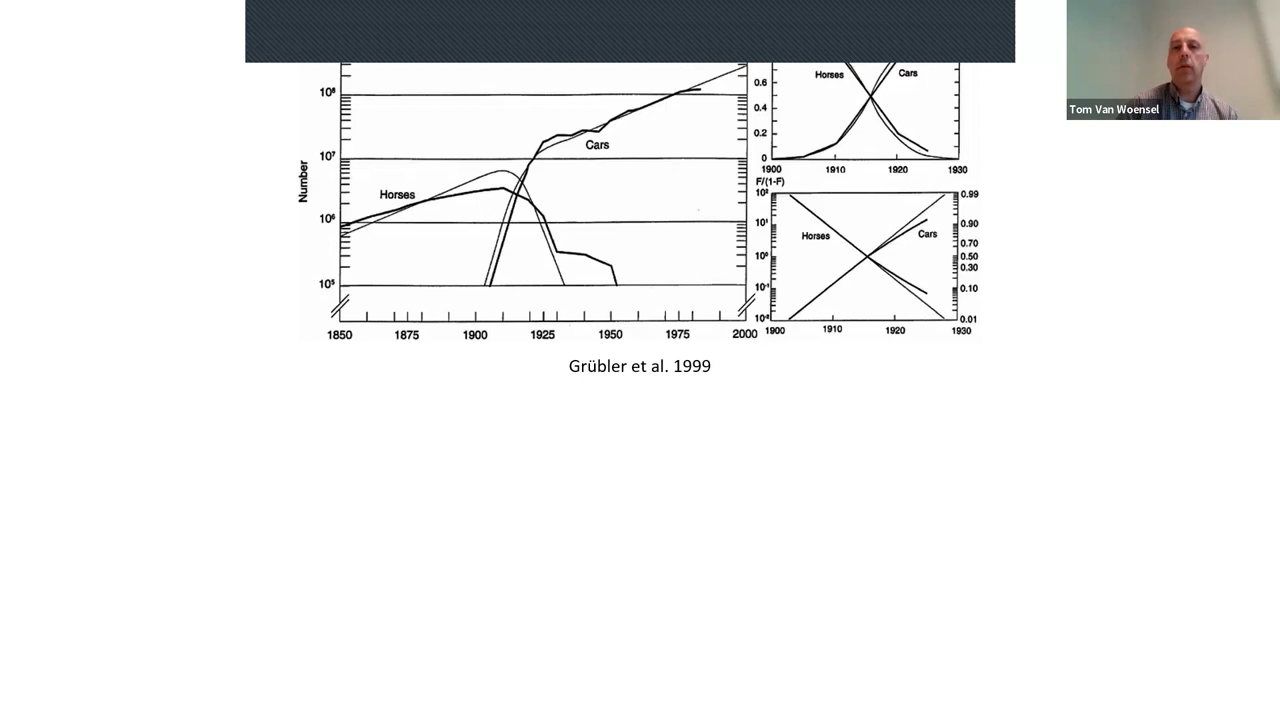 Tom Van Woensel
Number
10⁸
10⁷
10⁶
10⁵
Horses
Cars
1850 1875 1900 1925 1950 1975 2000
0.6
0.4
0.2
0
Horses
Cars
1900 1910 1920 1930
F/(1-F)
10²
10¹
10⁰
10⁻¹
10⁻²
Horses
Cars
0.99
0.90
0.70
0.50
0.30
0.10
0.01
1900 1910 1920 1930
Grübler et al. 1999